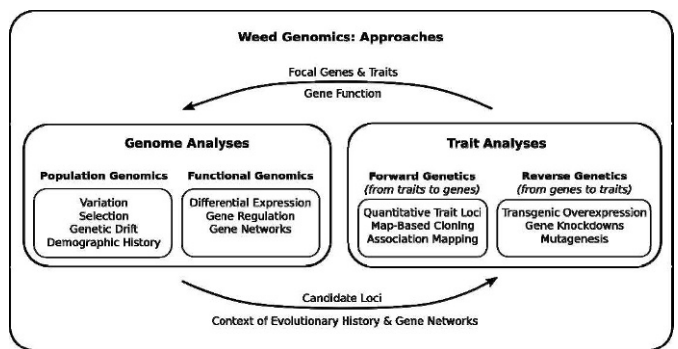 Weed Genomics: Approaches
Focal Genes & Traits
Gene Function
Genome Analyses
Population Genomics
Variation
Selection
Genetic Drift
Demographic History
Functional Genomics
Differential Expression
Gene Regulation
Gene Networks
Trait Analyses
Forward Genetics
(from traits to genes)
Quantitative Trait Loci
Map-Based Cloning
Association Mapping
Reverse Genetics
(from genes to traits)
Transgenic Overexpression
Gene Knockdowns
Mutagenesis
Candidate Loci
Context of Evolutionary History & Gene Networks